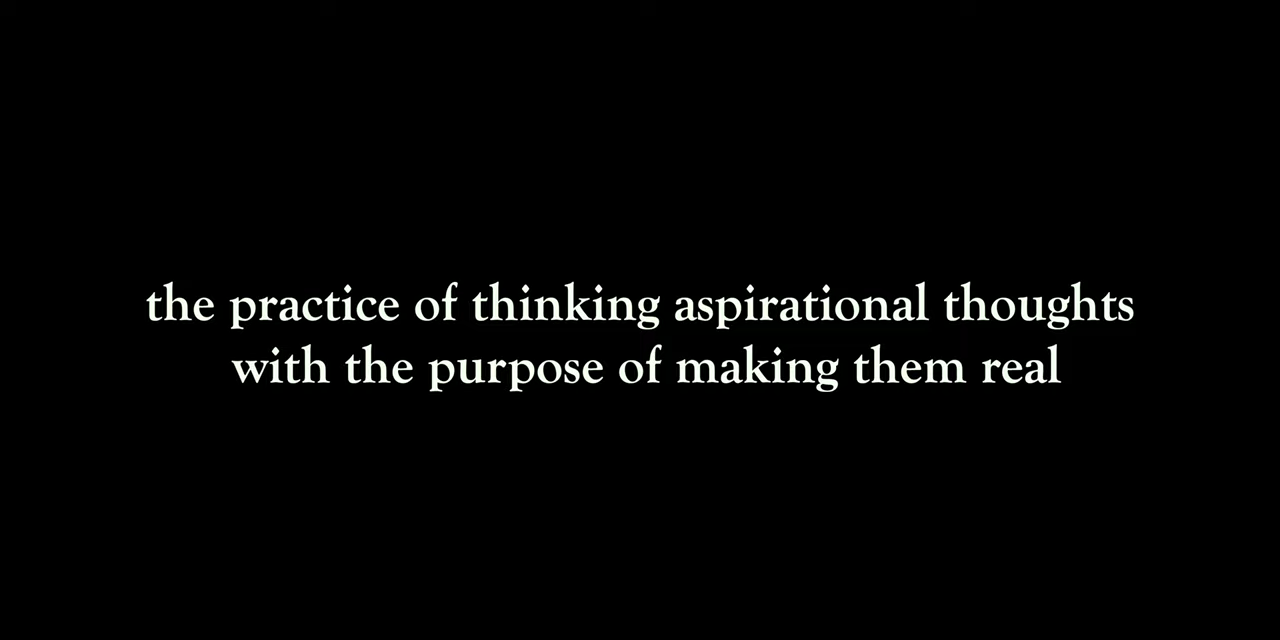 the practice of thinking aspirational thoughts
with the purpose of making them real